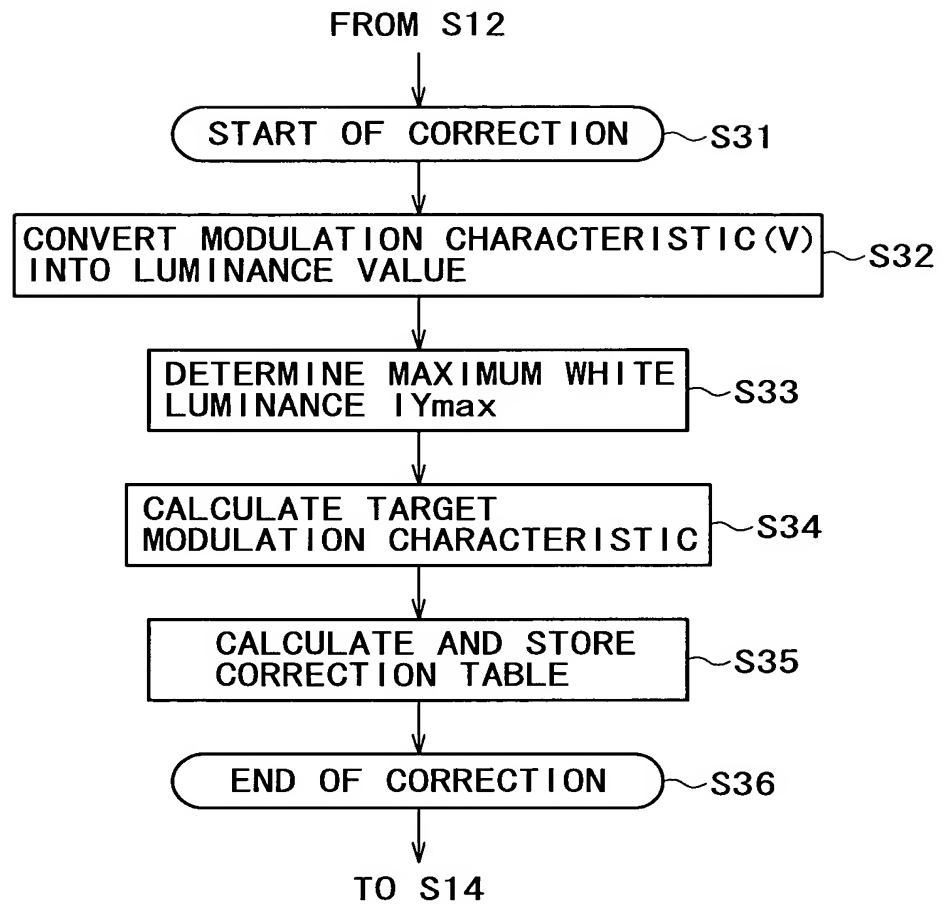 FROM S12
START OF CORRECTION
S31
CONVERT MODULATION CHARACTERISTIC(V)
INTO LUMINANCE VALUE
S32
DETERMINE MAXIMUM WHITE
LUMINANCE IYmax
S33
CALCULATE TARGET
MODULATION CHARACTERISTIC
S34
CALCULATE AND STORE
CORRECTION TABLE
S35
END OF CORRECTION
S36
TO S14